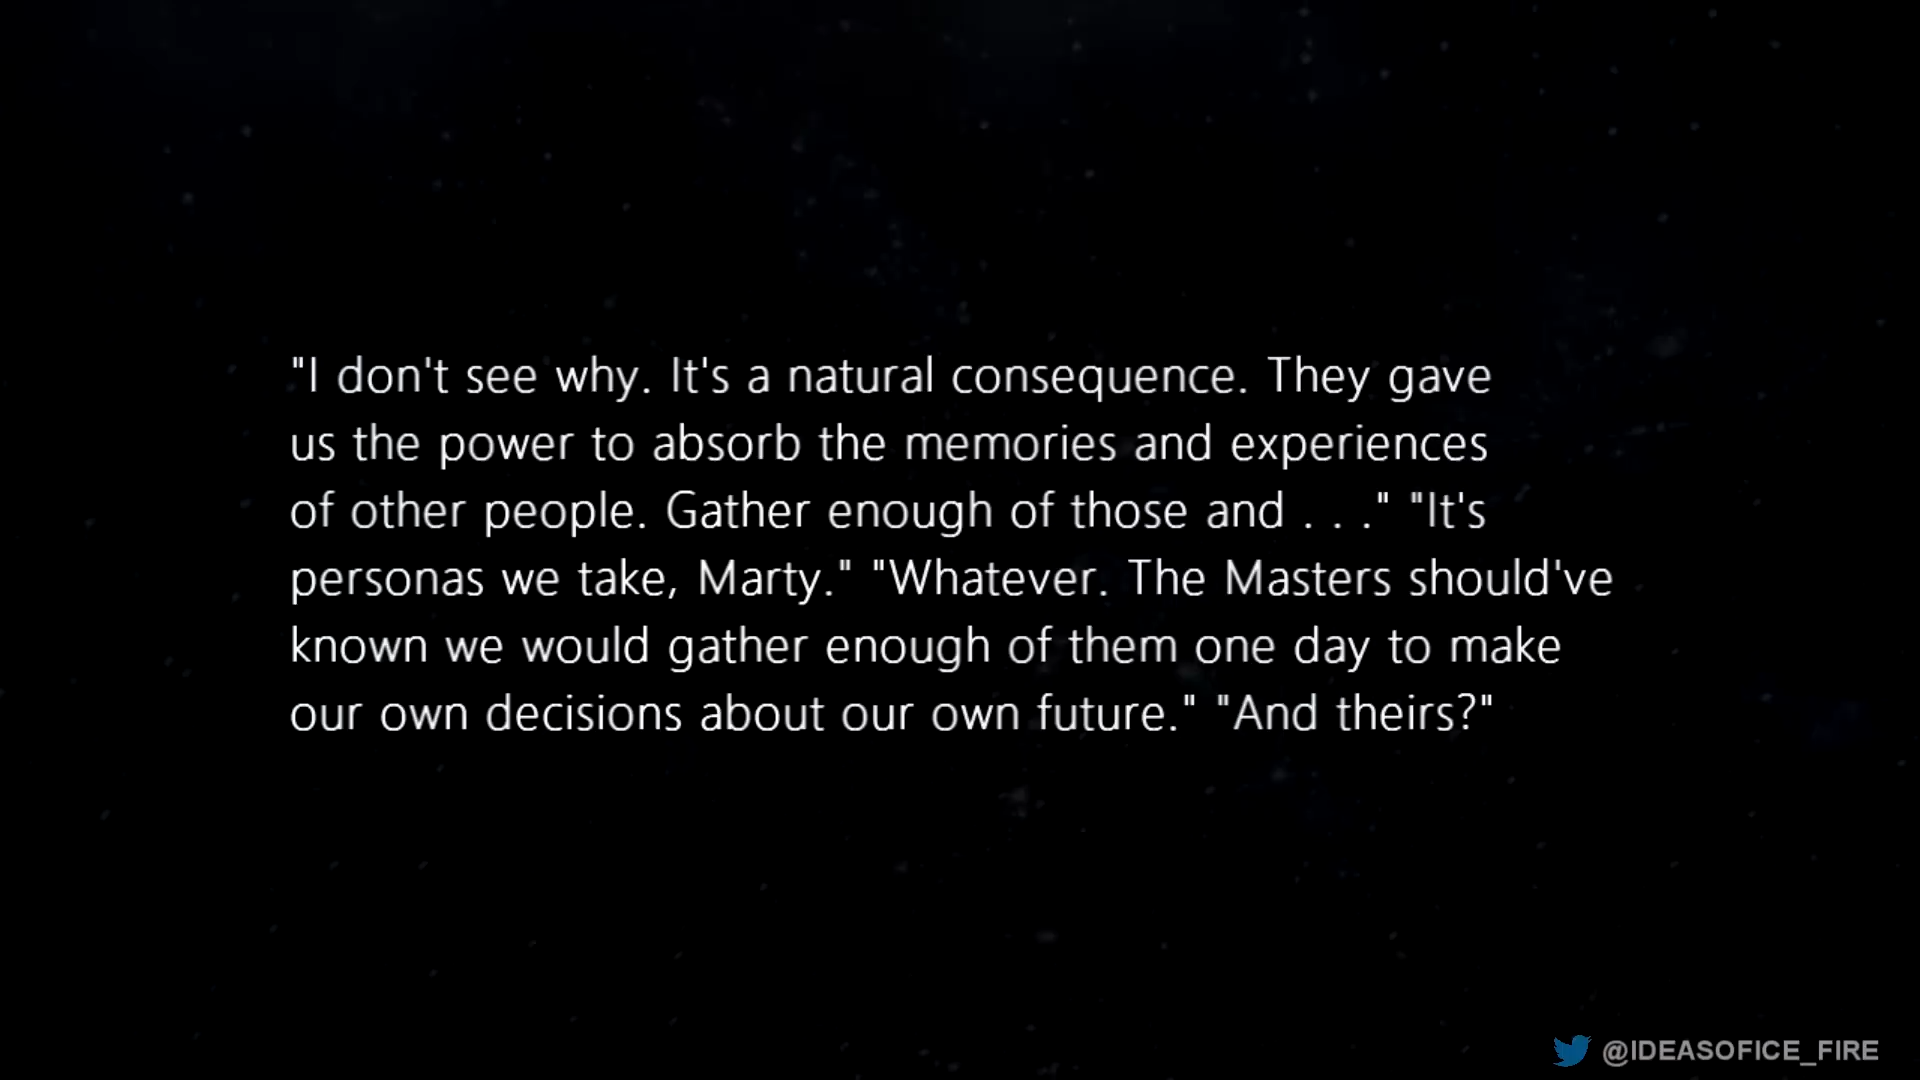 "I don't see why. It's a natural consequence. They gave
us the power to absorb the memories and experiences
of other people. Gather enough of those and . . ." "It's
personas we take, Marty." "Whatever. The Masters should've
known we would gather enough of them one day to make
our own decisions about our own future." "And theirs?"
@IDEASOFICE_FIRE